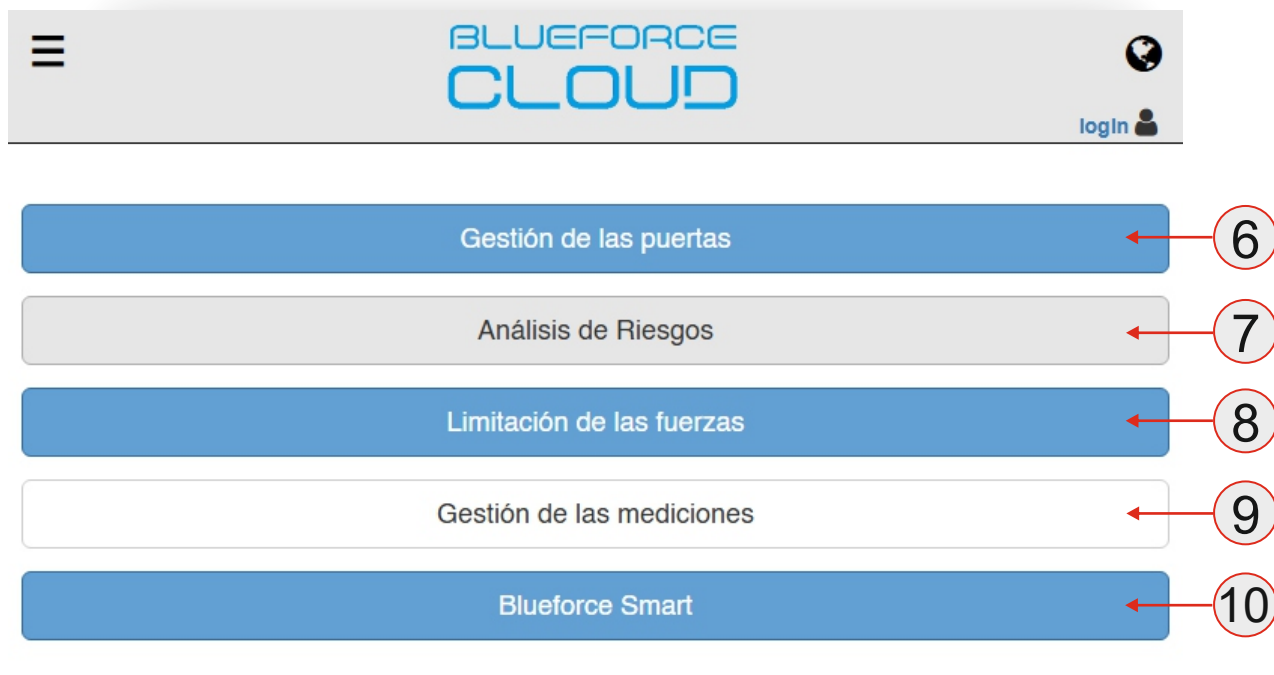 BLUEFORCE
CLOUD
login
Gestión de las puertas
6
Análisis de Riesgos
7
Limitación de las fuerzas
8
Gestión de las mediciones
9
Blueforce Smart
10